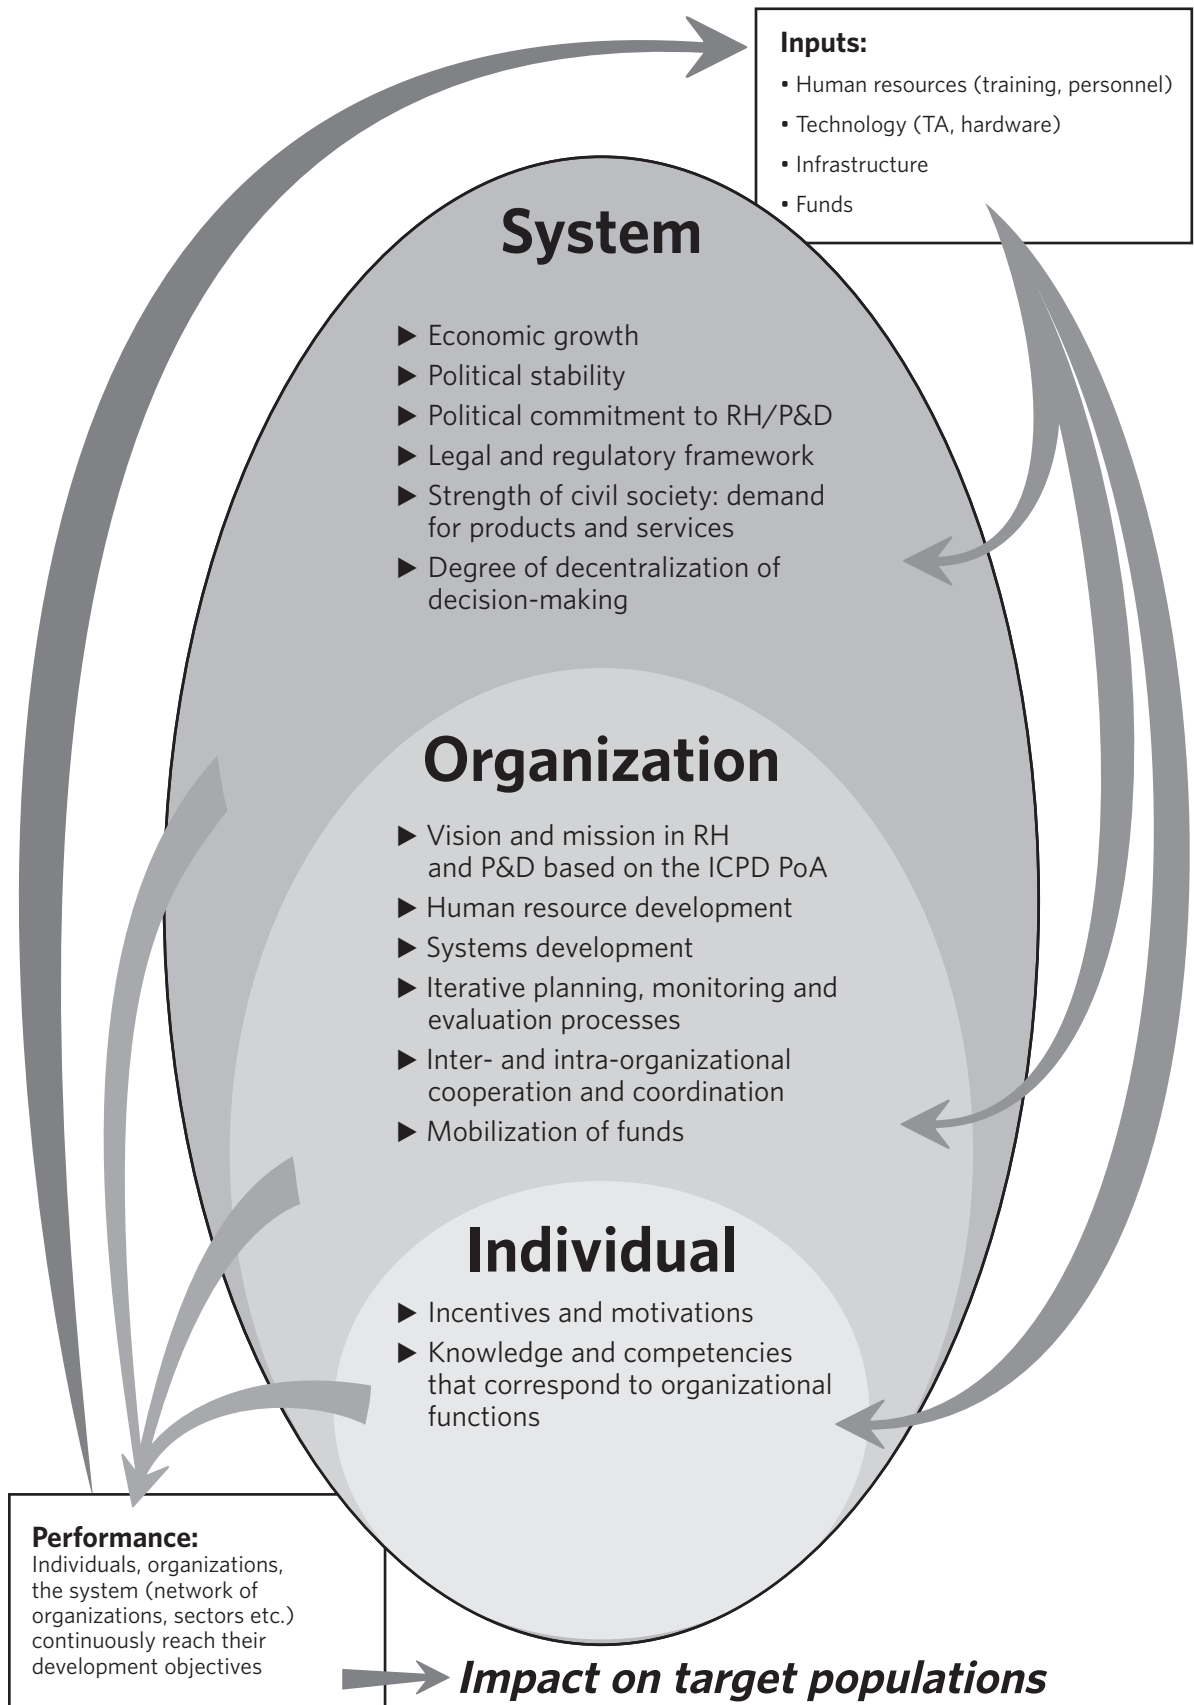 Inputs:
• Human resources (training, personnel)
• Technology (TA, hardware)
• Infrastructure
• Funds
System
▶ Economic growth
▶ Political stability
▶ Political commitment to RH/P&D
▶ Legal and regulatory framework
▶ Strength of civil society: demand
for products and services
▶ Degree of decentralization of
decision-making
Organization
▶ Vision and mission in RH
and P&D based on the ICPD PoA
▶ Human resource development
▶ Systems development
▶ Iterative planning, monitoring and
evaluation processes
▶ Inter- and intra-organizational
cooperation and coordination
▶ Mobilization of funds
Individual
▶ Incentives and motivations
▶ Knowledge and competencies
that correspond to organizational
functions
Performance:
Individuals, organizations,
the system (network of
organizations, sectors etc.)
continuously reach their
development objectives
Impact on target populations